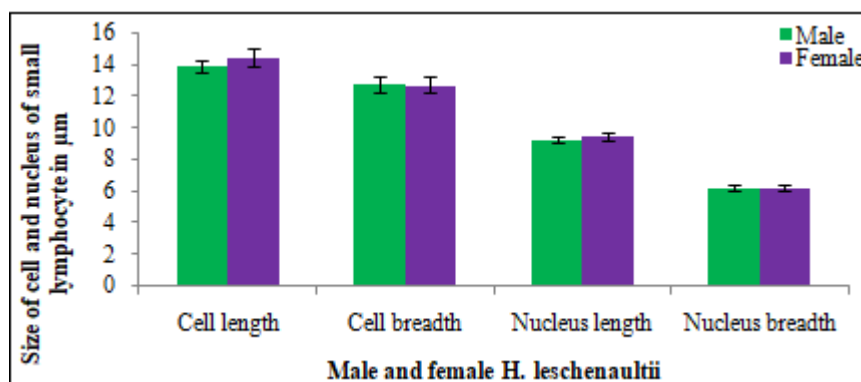 Size of cell and nucleus of small
lymphocyte in µm
16
14
12
10
8
6
4
2
0
Male
Female
Cell length
Cell breadth
Nucleus length
Nucleus breadth
Male and female H. leschenaultii